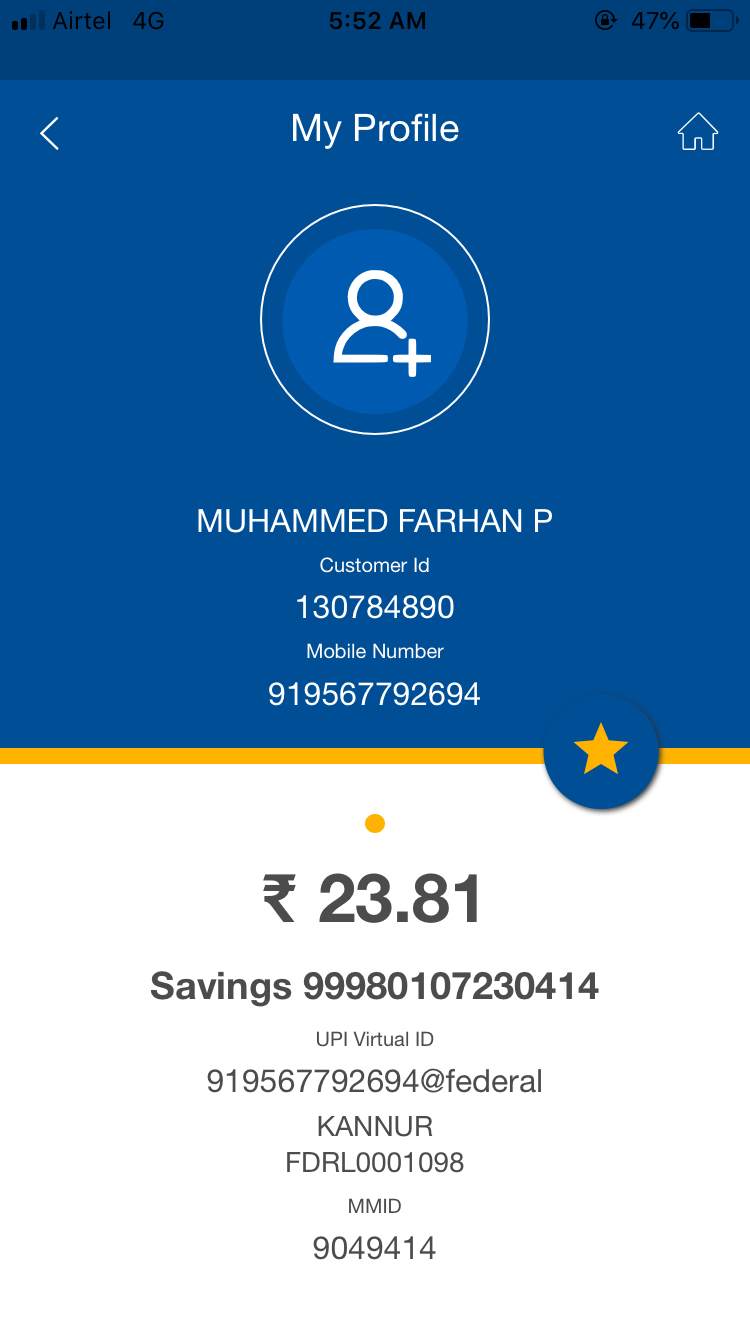 Airtel 4G 5:52 AM 47%
My Profile
MUHAMMED FARHAN P
Customer Id
130784890
Mobile Number
919567792694
₹ 23.81
Savings 99980107230414
UPI Virtual ID
919567792694@federal
KANNUR
FDRL0001098
MMID
9049414